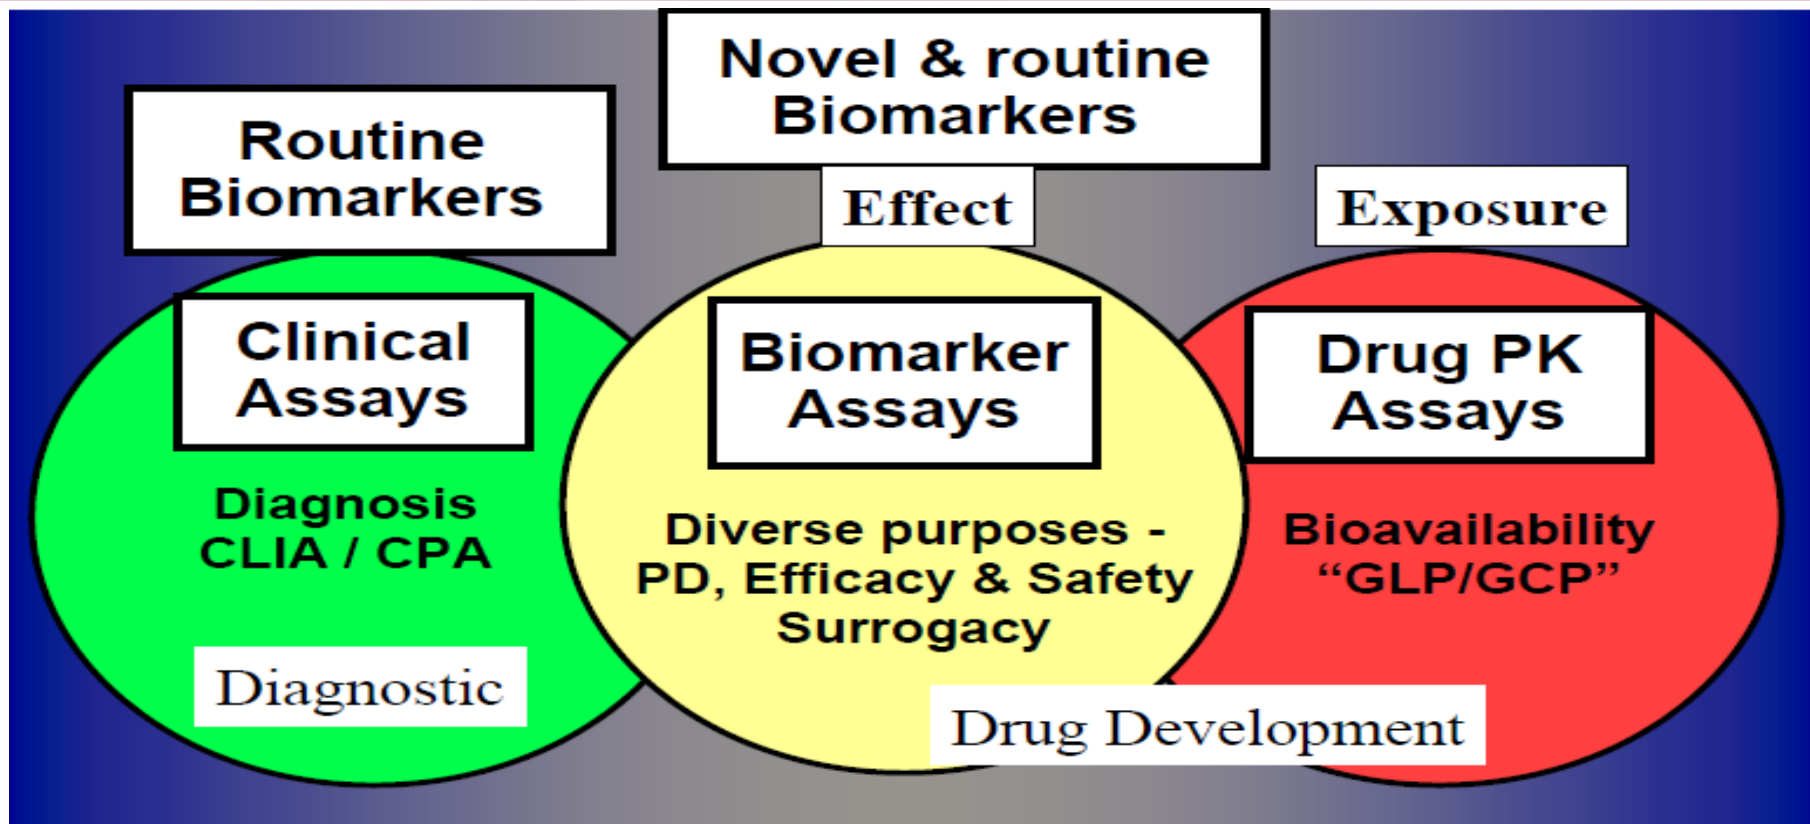 Novel & routine
Biomarkers
Routine
Biomarkers
Effect
Exposure
Clinical
Assays
Biomarker
Assays
Drug PK
Assays
Diagnosis
CLIA / CPA
Diverse purposes -
PD, Efficacy & Safety
Surrogacy
Bioavailability
“GLP/GCP”
Diagnostic
Drug Development